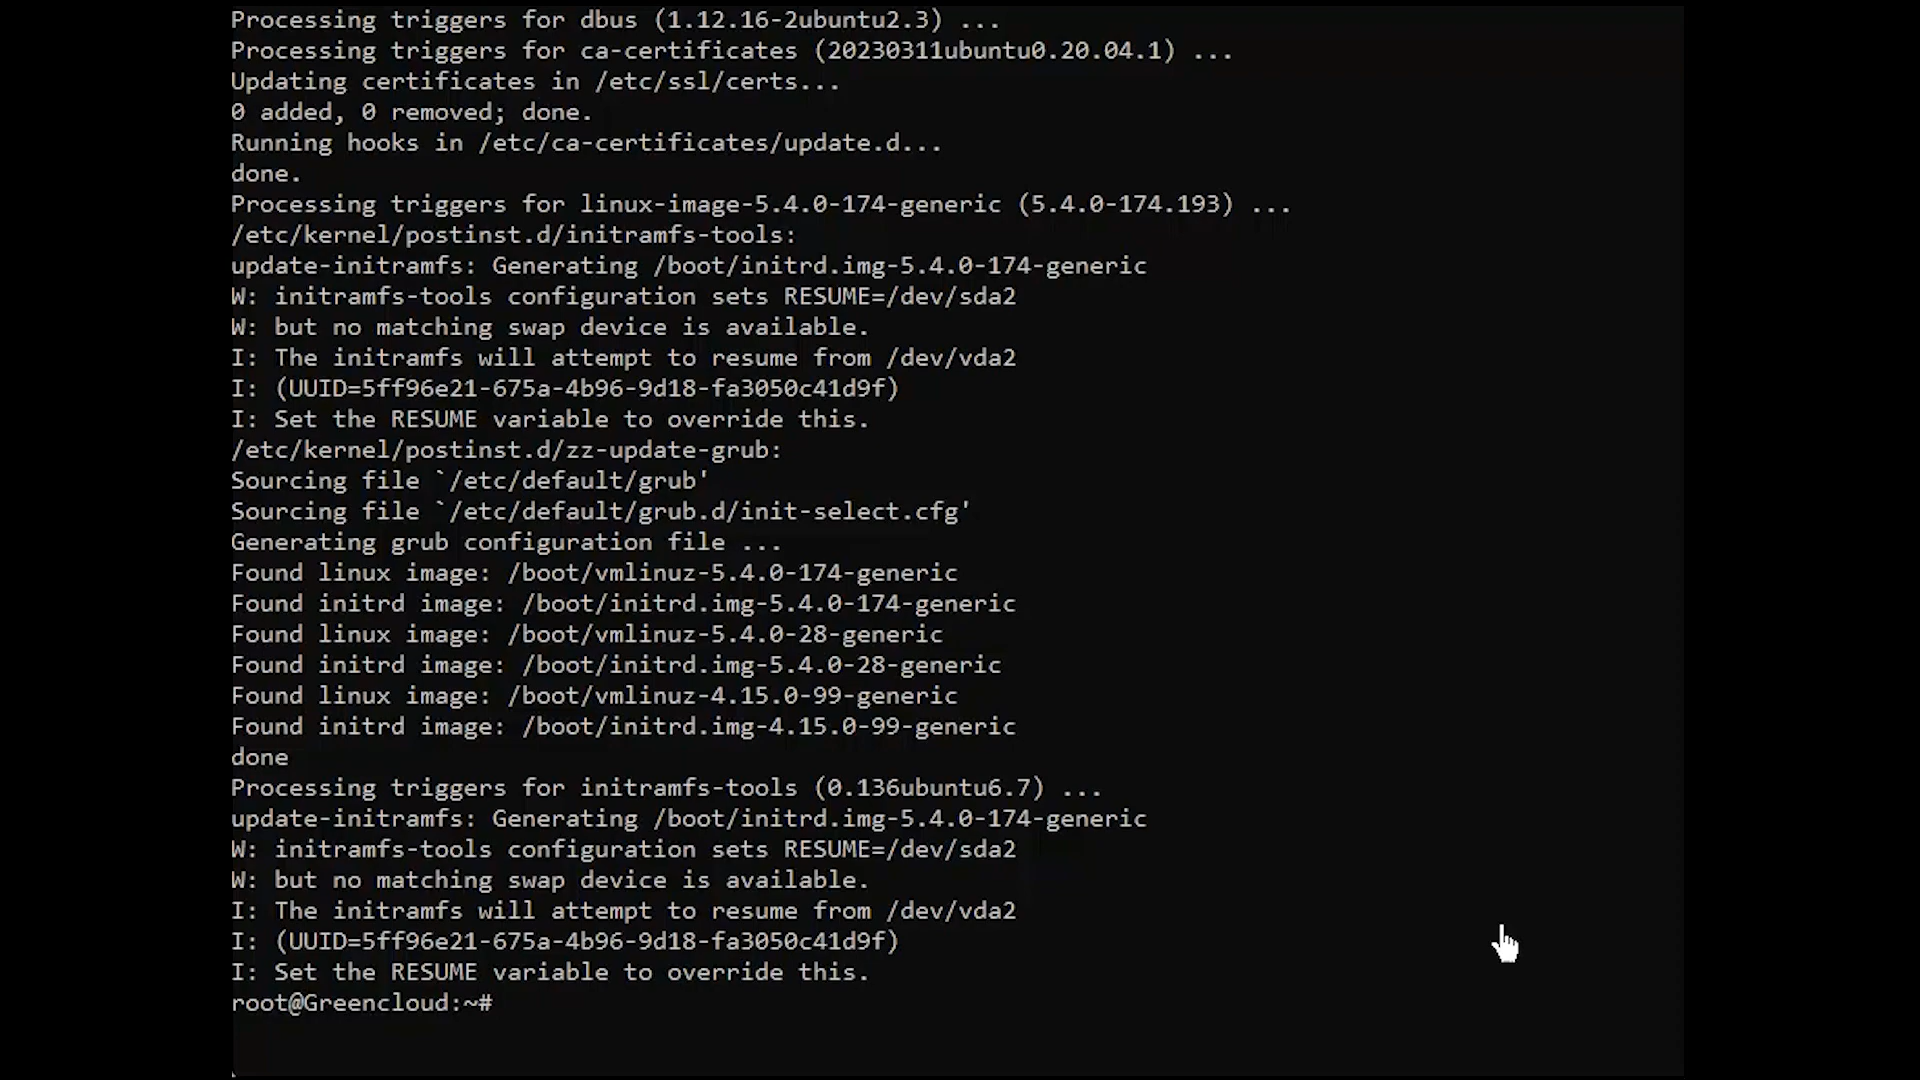 Processing triggers for dbus (1.12.16-2ubuntu2.3) ...
Processing triggers for ca-certificates (20230311ubuntu0.20.04.1) ...
Updating certificates in /etc/ssl/certs...
0 added, 0 removed; done.
Running hooks in /etc/ca-certificates/update.d...
done.
Processing triggers for linux-image-5.4.0-174-generic (5.4.0-174.193) ...
/etc/kernel/postinst.d/initramfs-tools:
update-initramfs: Generating /boot/initrd.img-5.4.0-174-generic
W: initramfs-tools configuration sets RESUME=/dev/sda2
W: but no matching swap device is available.
I: The initramfs will attempt to resume from /dev/vda2
I: (UUID=5ff96e21-675a-4b96-9d18-fa3050c41d9f)
I: Set the RESUME variable to override this.
/etc/kernel/postinst.d/zz-update-grub:
Sourcing file `/etc/default/grub'
Sourcing file `/etc/default/grub.d/init-select.cfg'
Generating grub configuration file ...
Found linux image: /boot/vmlinuz-5.4.0-174-generic
Found initrd image: /boot/initrd.img-5.4.0-174-generic
Found linux image: /boot/vmlinuz-5.4.0-28-generic
Found initrd image: /boot/initrd.img-5.4.0-28-generic
Found linux image: /boot/vmlinuz-4.15.0-99-generic
Found initrd image: /boot/initrd.img-4.15.0-99-generic
done
Processing triggers for initramfs-tools (0.136ubuntu6.7) ...
update-initramfs: Generating /boot/initrd.img-5.4.0-174-generic
W: initramfs-tools configuration sets RESUME=/dev/sda2
W: but no matching swap device is available.
I: The initramfs will attempt to resume from /dev/vda2
I: (UUID=5ff96e21-675a-4b96-9d18-fa3050c41d9f)
I: Set the RESUME variable to override this.
root@Greencloud:~#